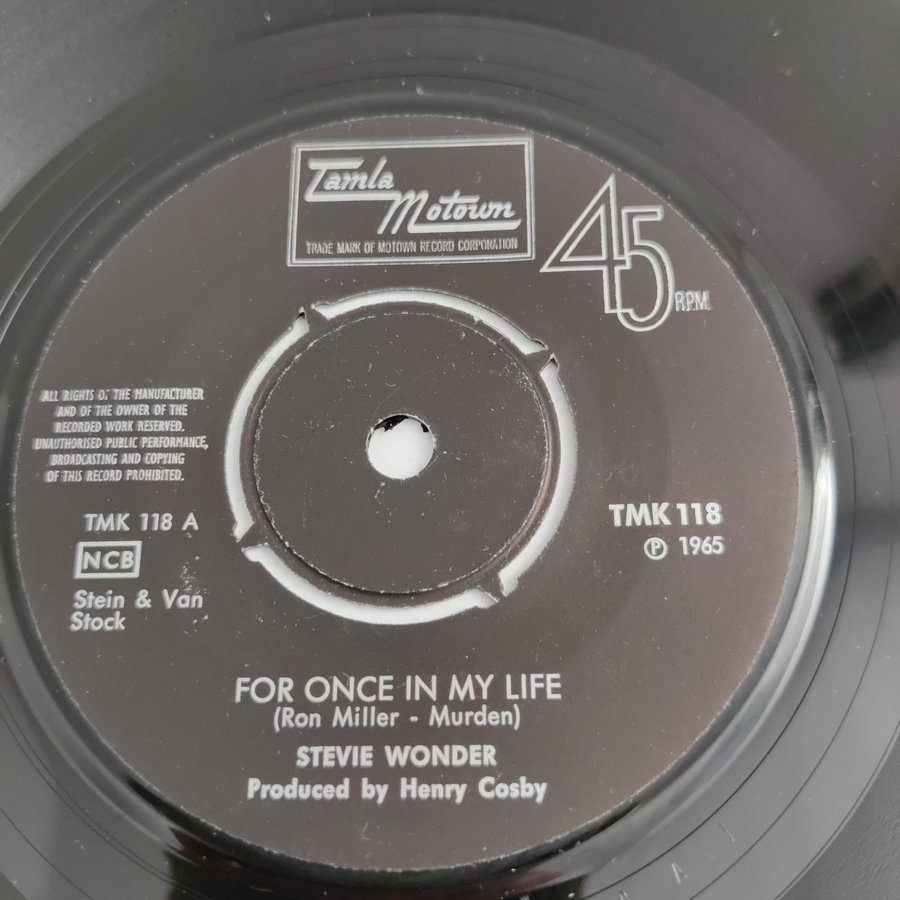 Tamla
Motown
TRADE MARK OF MOTOWN RECORD CORPORATION
45
R.P.M.
ALL RIGHTS O. THE MANUFACTURER
AND OF THE OWNER OF THE
RECORDED WORK RESERVED.
UNAUTHORISED PUBLIC PERFORMANCE,
BROADCASTING AND COPYING
OF THIS RECORD PROHIBITED.
TMK 118 A
NCB
Stein & Van
Stock
TMK 118
℗ 1965
FOR ONCE IN MY LIFE
(Ron Miller - Murden)
STEVIE WONDER
Produced by Henry Cosby